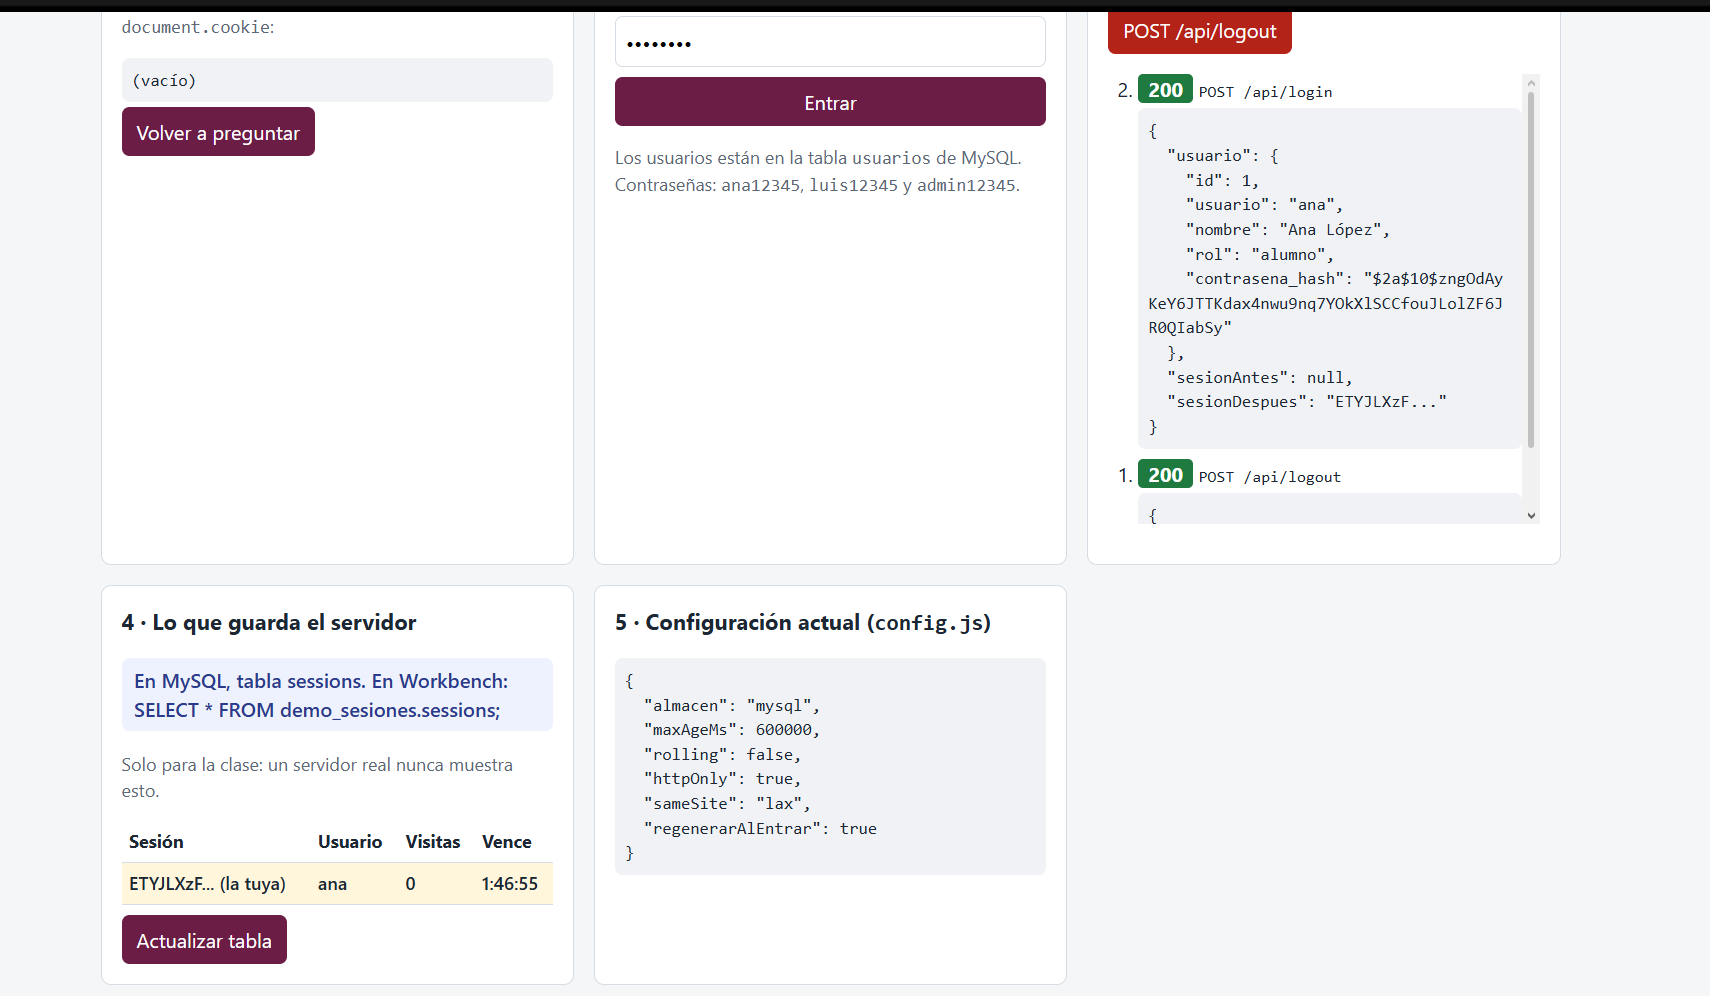 document.cookie:
(vacío)
Volver a preguntar
••••••••
Entrar
Los usuarios están en la tabla usuarios de MySQL.
Contraseñas: ana12345, luis12345 y admin12345.
POST /api/logout
2. 200 POST /api/login
{
  "usuario": {
    "id": 1,
    "usuario": "ana",
    "nombre": "Ana López",
    "rol": "alumno",
    "contrasena_hash": "$2a$10$zngOdAy
KeY6JTTKdax4nwu9nq7YOkXlSCCfouJLolZF6J
R0QIabSy"
  },
  "sesionAntes": null,
  "sesionDespues": "ETYJLXzF..."
}
1. 200 POST /api/logout
{
4 · Lo que guarda el servidor
En MySQL, tabla sessions. En Workbench:
SELECT * FROM demo_sesiones.sessions;
Solo para la clase: un servidor real nunca muestra
esto.
Sesión Usuario Visitas Vence
ETYJLXzF... (la tuya) ana 0 1:46:55
Actualizar tabla
5 · Configuración actual (config.js)
{
  "almacen": "mysql",
  "maxAgeMs": 600000,
  "rolling": false,
  "httpOnly": true,
  "sameSite": "lax",
  "regenerarAlEntrar": true
}